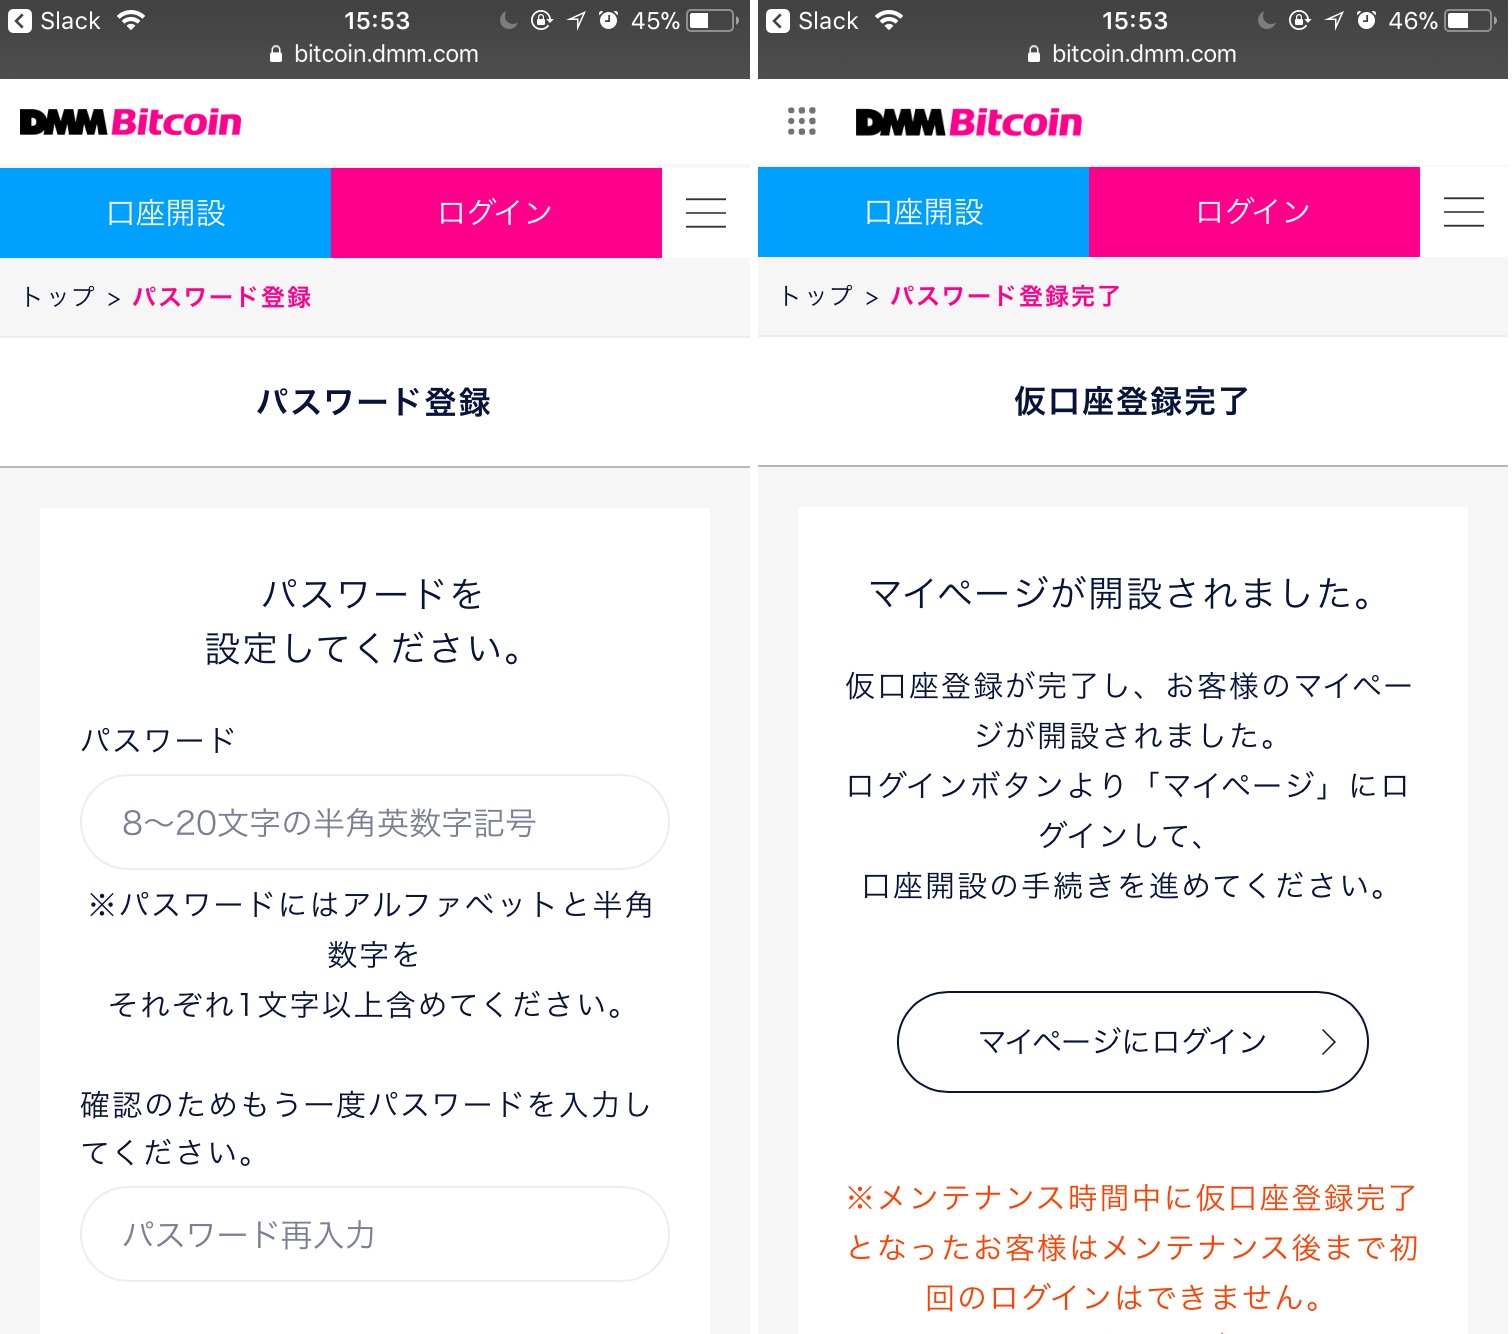 Slack
15:53
45%
bitcoin.dmm.com
DMM Bitcoin
口座開設
ログイン
トップ > パスワード登録
パスワード登録
パスワードを
設定してください。
パスワード
8〜20文字の半角英数字記号
※パスワードにはアルファベットと半角
数字を
それぞれ1文字以上含めてください。
確認のためもう一度パスワードを入力し
てください。
パスワード再入力
Slack
15:53
46%
bitcoin.dmm.com
DMM Bitcoin
口座開設
ログイン
トップ > パスワード登録完了
仮口座登録完了
マイページが開設されました。
仮口座登録が完了し、お客様のマイペー
ジが開設されました。
ログインボタンより「マイページ」にロ
グインして、
口座開設の手続きを進めてください。
マイページにログイン
※メンテナンス時間中に仮口座登録完了
となったお客様はメンテナンス後まで初
回のログインはできません。